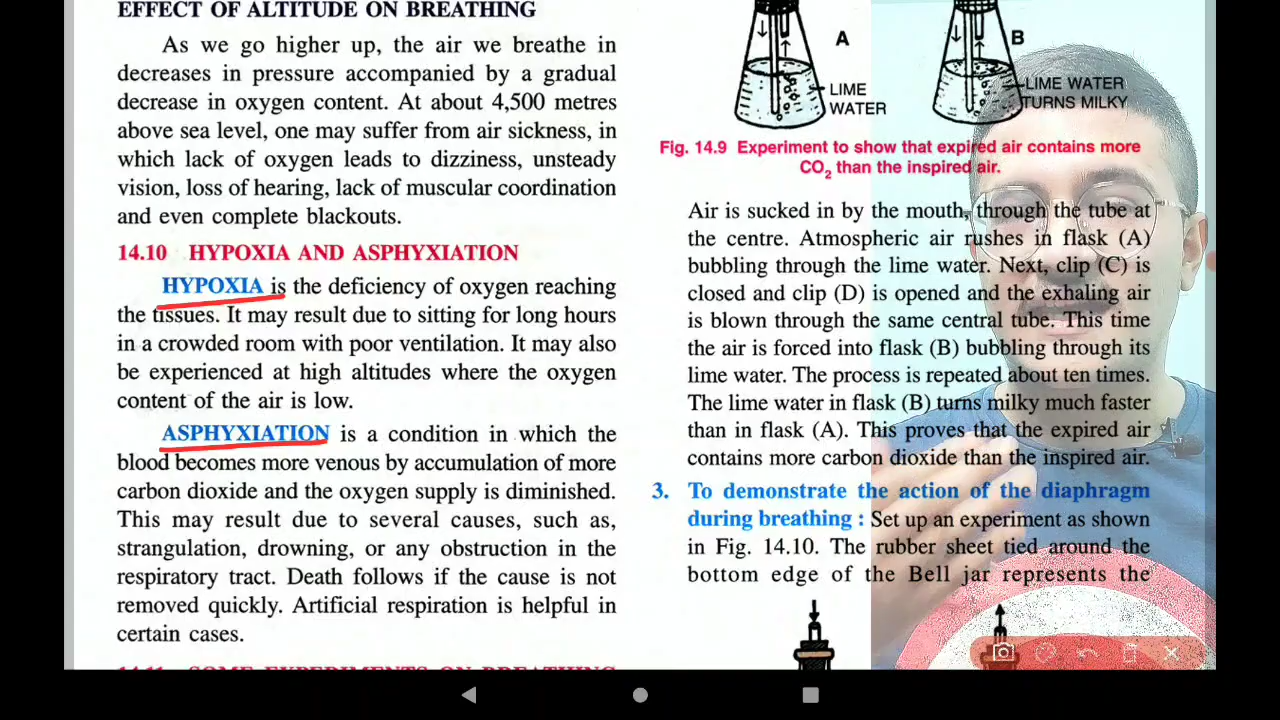 EFFECT OF ALTITUDE ON BREATHING
As we go higher up, the air we breathe in
decreases in pressure accompanied by a gradual
decrease in oxygen content. At about 4,500 metres
above sea level, one may suffer from air sickness, in
which lack of oxygen leads to dizziness, unsteady
vision, loss of hearing, lack of muscular coordination
and even complete blackouts.
14.10 HYPOXIA AND ASPHYXIATION
HYPOXIA is the deficiency of oxygen reaching
the tissues. It may result due to sitting for long hours
in a crowded room with poor ventilation. It may also
be experienced at high altitudes where the oxygen
content of the air is low.
ASPHYXIATION is a condition in which the
blood becomes more venous by accumulation of more
carbon dioxide and the oxygen supply is diminished.
This may result due to several causes, such as,
strangulation, drowning, or any obstruction in the
respiratory tract. Death follows if the cause is not
removed quickly. Artificial respiration is helpful in
certain cases.
14.11 SOME EXPERIMENTS ON BREATHING
A
B
LIME
WATER
LIME WATER
TURNS MILKY
Fig. 14.9 Experiment to show that expired air contains more
CO₂ than the inspired air.
Air is sucked in by the mouth, through the tube at
the centre. Atmospheric air rushes in flask (A)
bubbling through the lime water. Next, clip (C) is
closed and clip (D) is opened and the exhaling air
is blown through the same central tube. This time
the air is forced into flask (B) bubbling through its
lime water. The process is repeated about ten times.
The lime water in flask (B) turns milky much faster
than in flask (A). This proves that the expired air
contains more carbon dioxide than the inspired air.
3. To demonstrate the action of the diaphragm
during breathing : Set up an experiment as shown
in Fig. 14.10. The rubber sheet tied around the
bottom edge of the Bell jar represents the